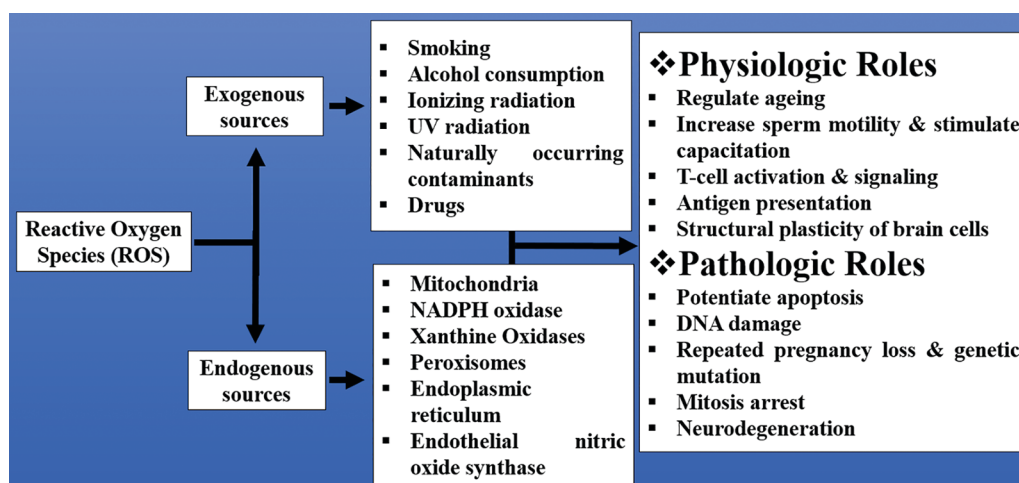 Reactive Oxygen
Species (ROS)
Exogenous
sources
Endogenous
sources
▪ Smoking
▪ Alcohol consumption
▪ Ionizing radiation
▪ UV radiation
▪ Naturally occurring
contaminants
▪ Drugs
▪ Mitochondria
▪ NADPH oxidase
▪ Xanthine Oxidases
▪ Peroxisomes
▪ Endoplasmic
reticulum
▪ Endothelial nitric
oxide synthase
❖Physiologic Roles
▪ Regulate ageing
▪ Increase sperm motility & stimulate
capacitation
▪ T-cell activation & signaling
▪ Antigen presentation
▪ Structural plasticity of brain cells
❖Pathologic Roles
▪ Potentiate apoptosis
▪ DNA damage
▪ Repeated pregnancy loss & genetic
mutation
▪ Mitosis arrest
▪ Neurodegeneration